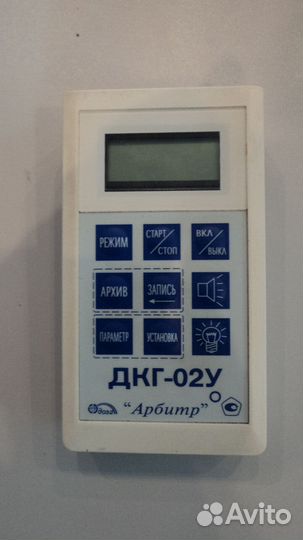 РЕЖИМ СТАРТ/СТОП ВКЛ/ВЫКЛ
АРХИВ ЗАПИСЬ
ПАРАМЕТР УСТАНОВКА
ДКГ-02У
"Арбитр"
Avito